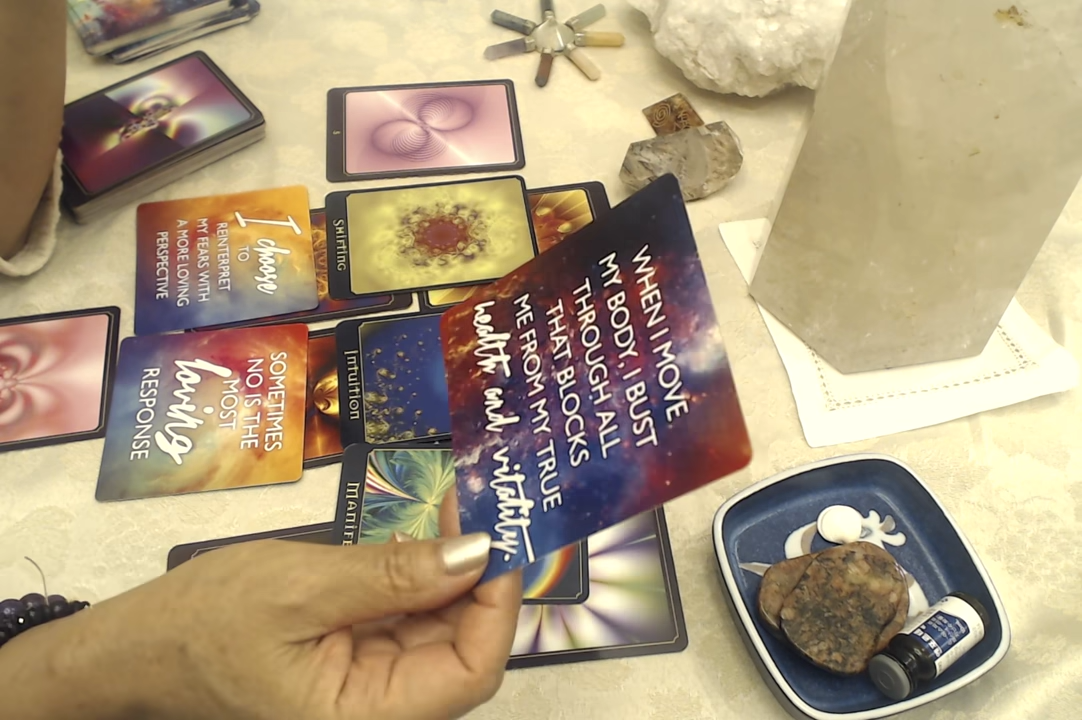 I choose
TO
REINTERPRET
MY FEARS WITH
A MORE LOVING
PERSPECTIVE
SHIFTING
SOMETIMES
NO IS THE
MOST
loving
RESPONSE
INTUITION
MANIFE
WHEN I MOVE
MY BODY, I BUST
THROUGH ALL
THAT BLOCKS
ME FROM MY TRUE
health and vitality.